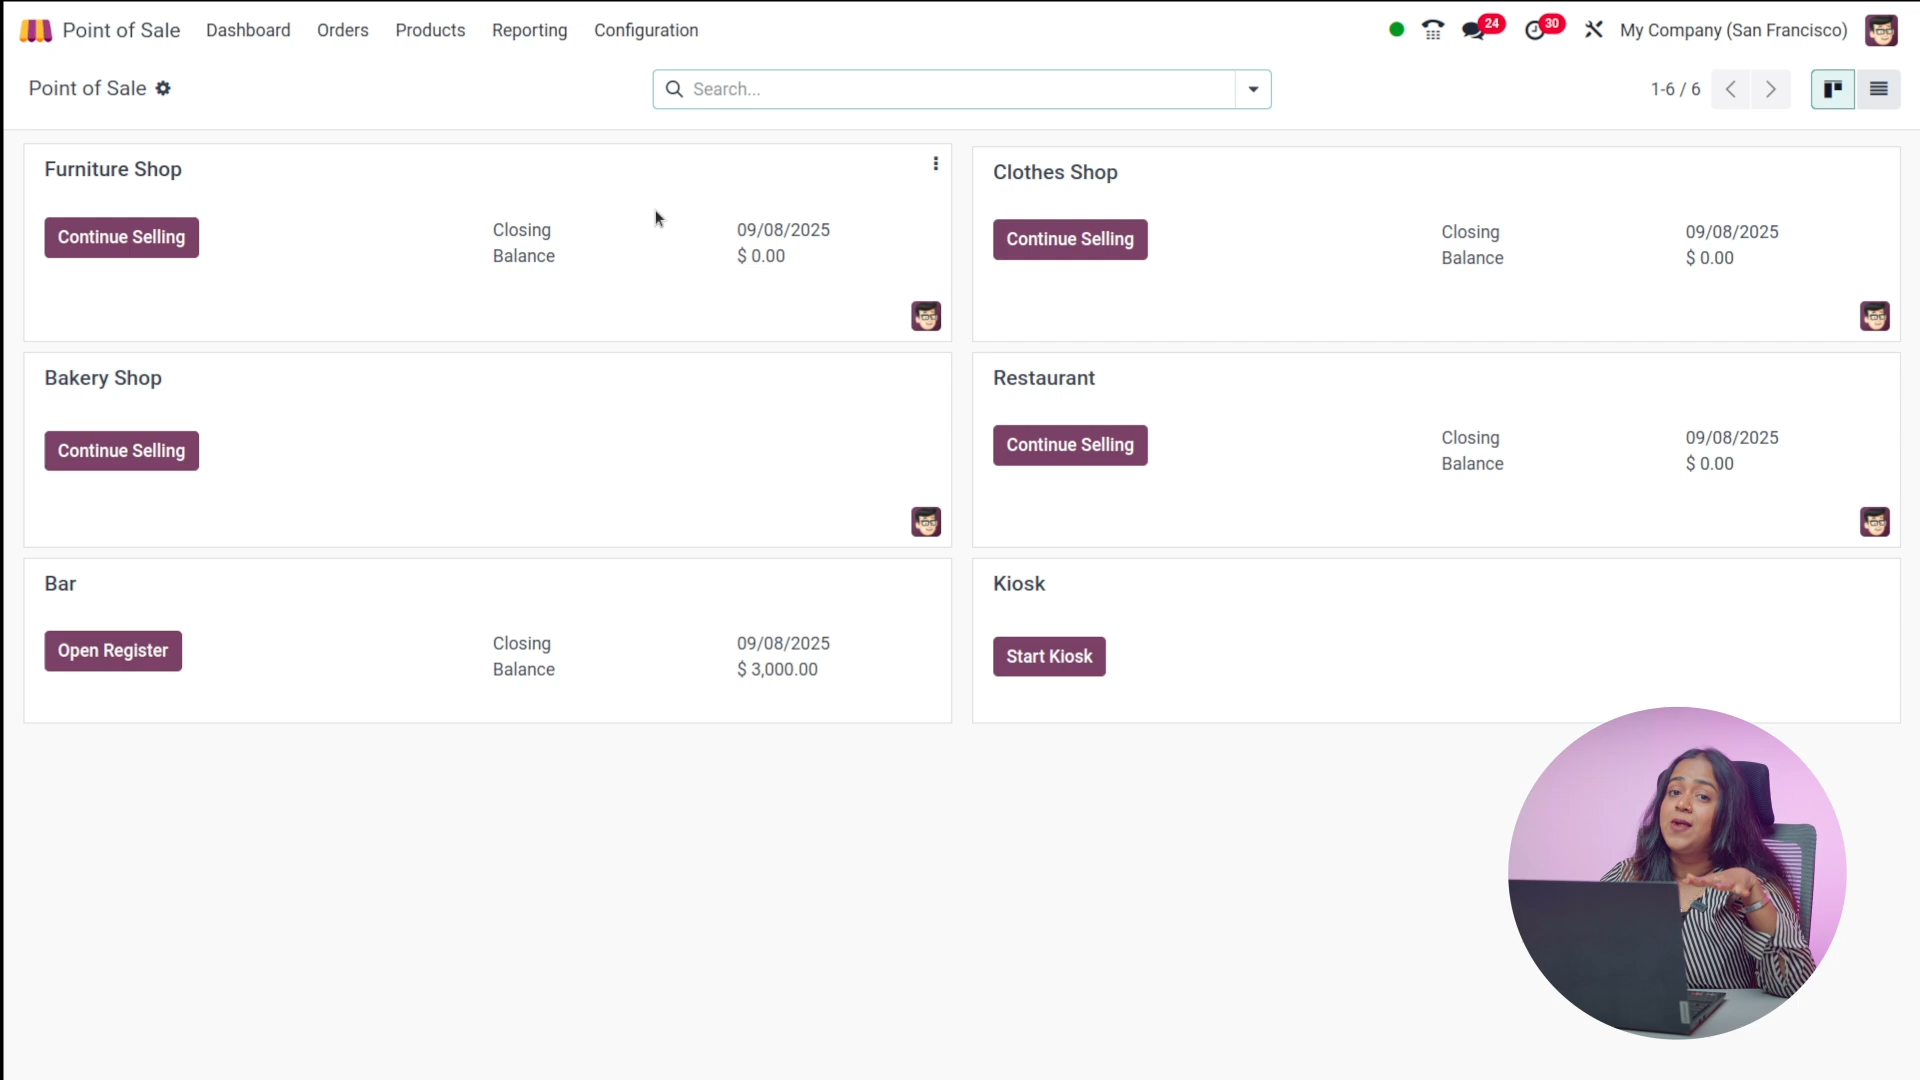 Point of Sale Dashboard Orders Products Reporting Configuration 24 30 My Company (San Francisco)
Point of Sale Search... 1-6 / 6
Furniture Shop
Continue Selling Closing 09/08/2025
Balance $ 0.00
Clothes Shop
Continue Selling Closing 09/08/2025
Balance $ 0.00
Bakery Shop
Continue Selling
Restaurant
Continue Selling Closing 09/08/2025
Balance $ 0.00
Bar
Open Register Closing 09/08/2025
Balance $ 3,000.00
Kiosk
Start Kiosk